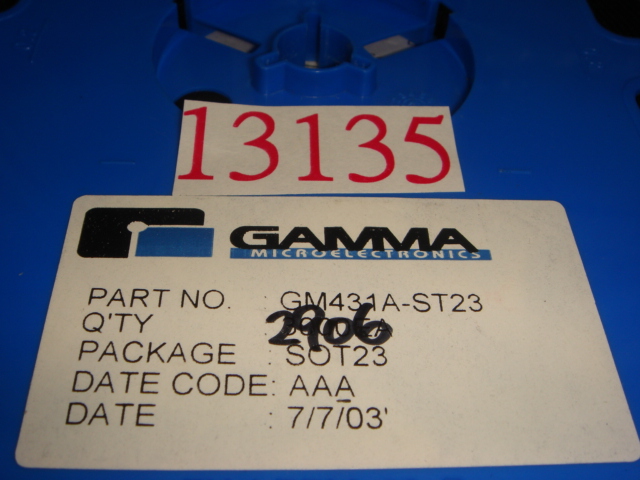 13135
GAMMA
MICROELECTRONICS
PART NO. : GM431A-ST23
Q'TY 2906
PACKAGE : SOT23
DATE CODE: AAA
DATE : 7/7/03'